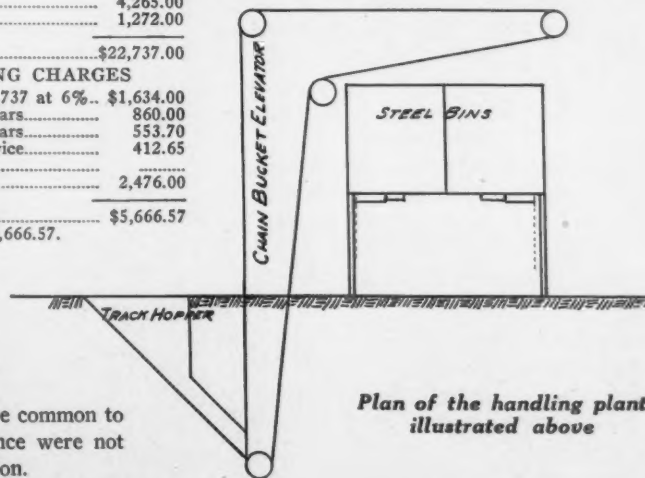 4,265.00
1,272.00
$22,737.00
NG CHARGES
737 at 6%.. $1,634.00
ars 860.00
ars 553.70
vice 412.65
2,476.00
$5,666.57
,666.57.
CHAIN BUCKET ELEVATOR
STEEL BINS
TRACK HOPPER
e common to
nce were not
on.
Plan of the handling plant
illustrated above